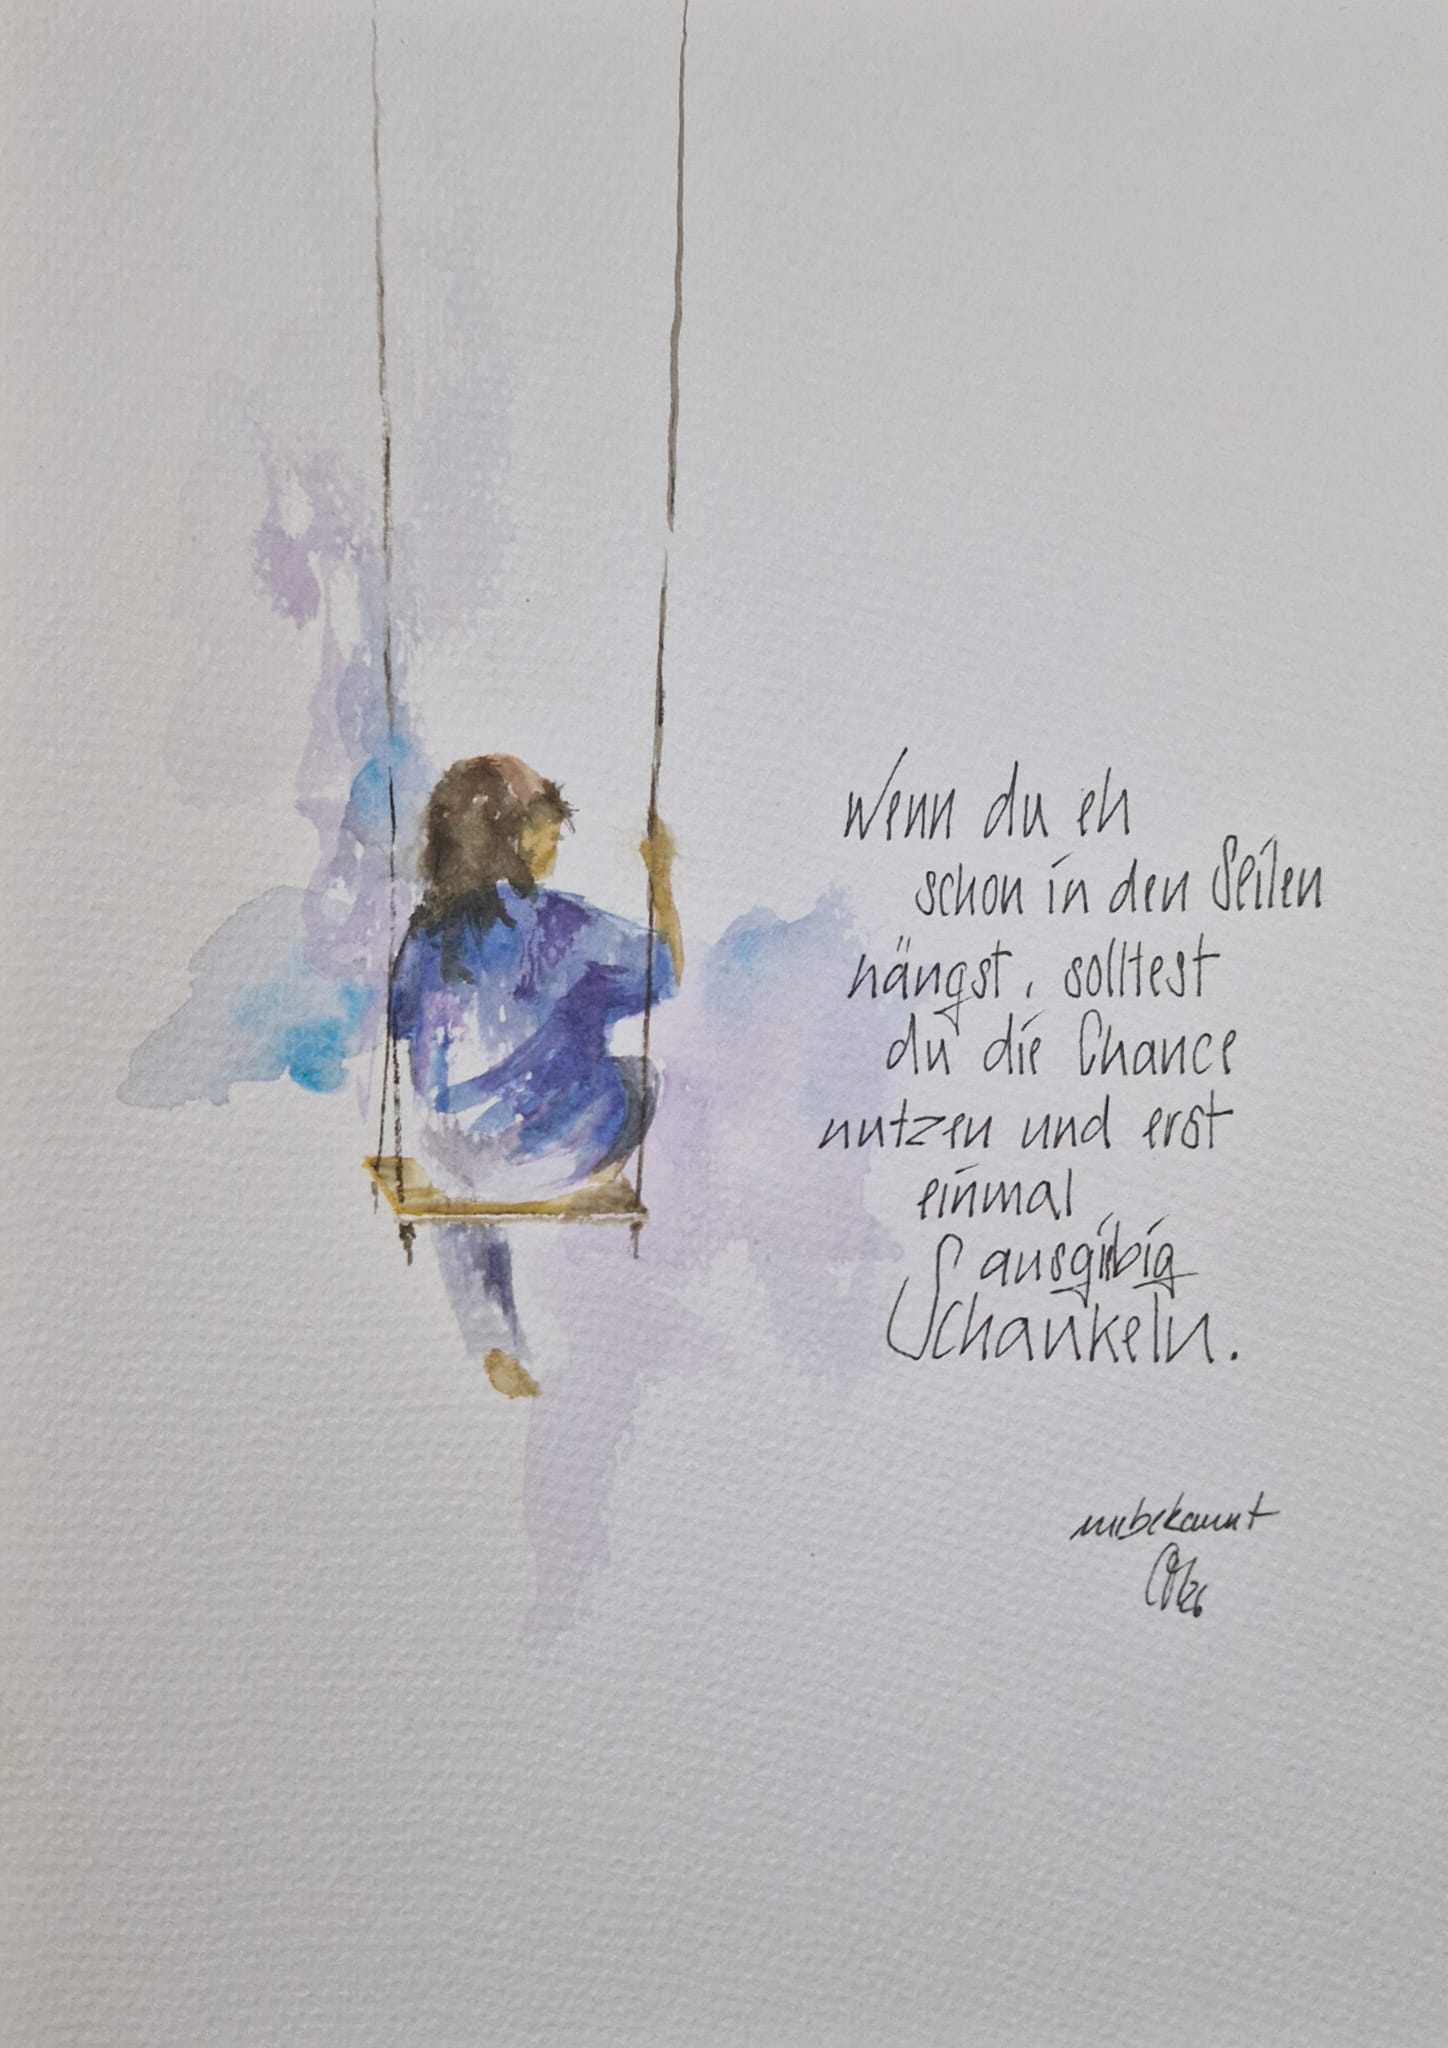 Wenn du eh
schon in den Seilen
hängst, solltest
du die Chance
nutzen und erst
einmal
ausgiebig
Schaukeln.
unbekannt